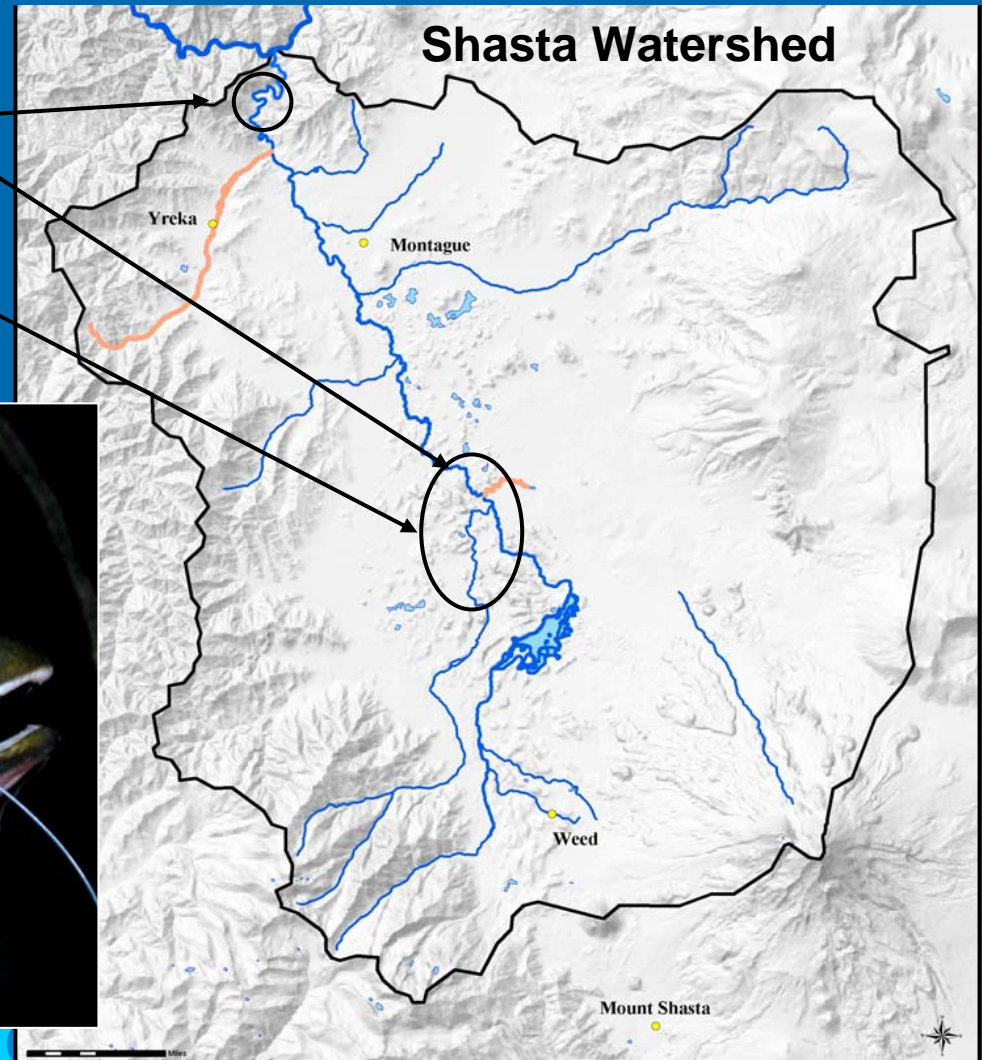 Shasta Watershed
Yreka
Montague
Weed
Mount Shasta
Miles